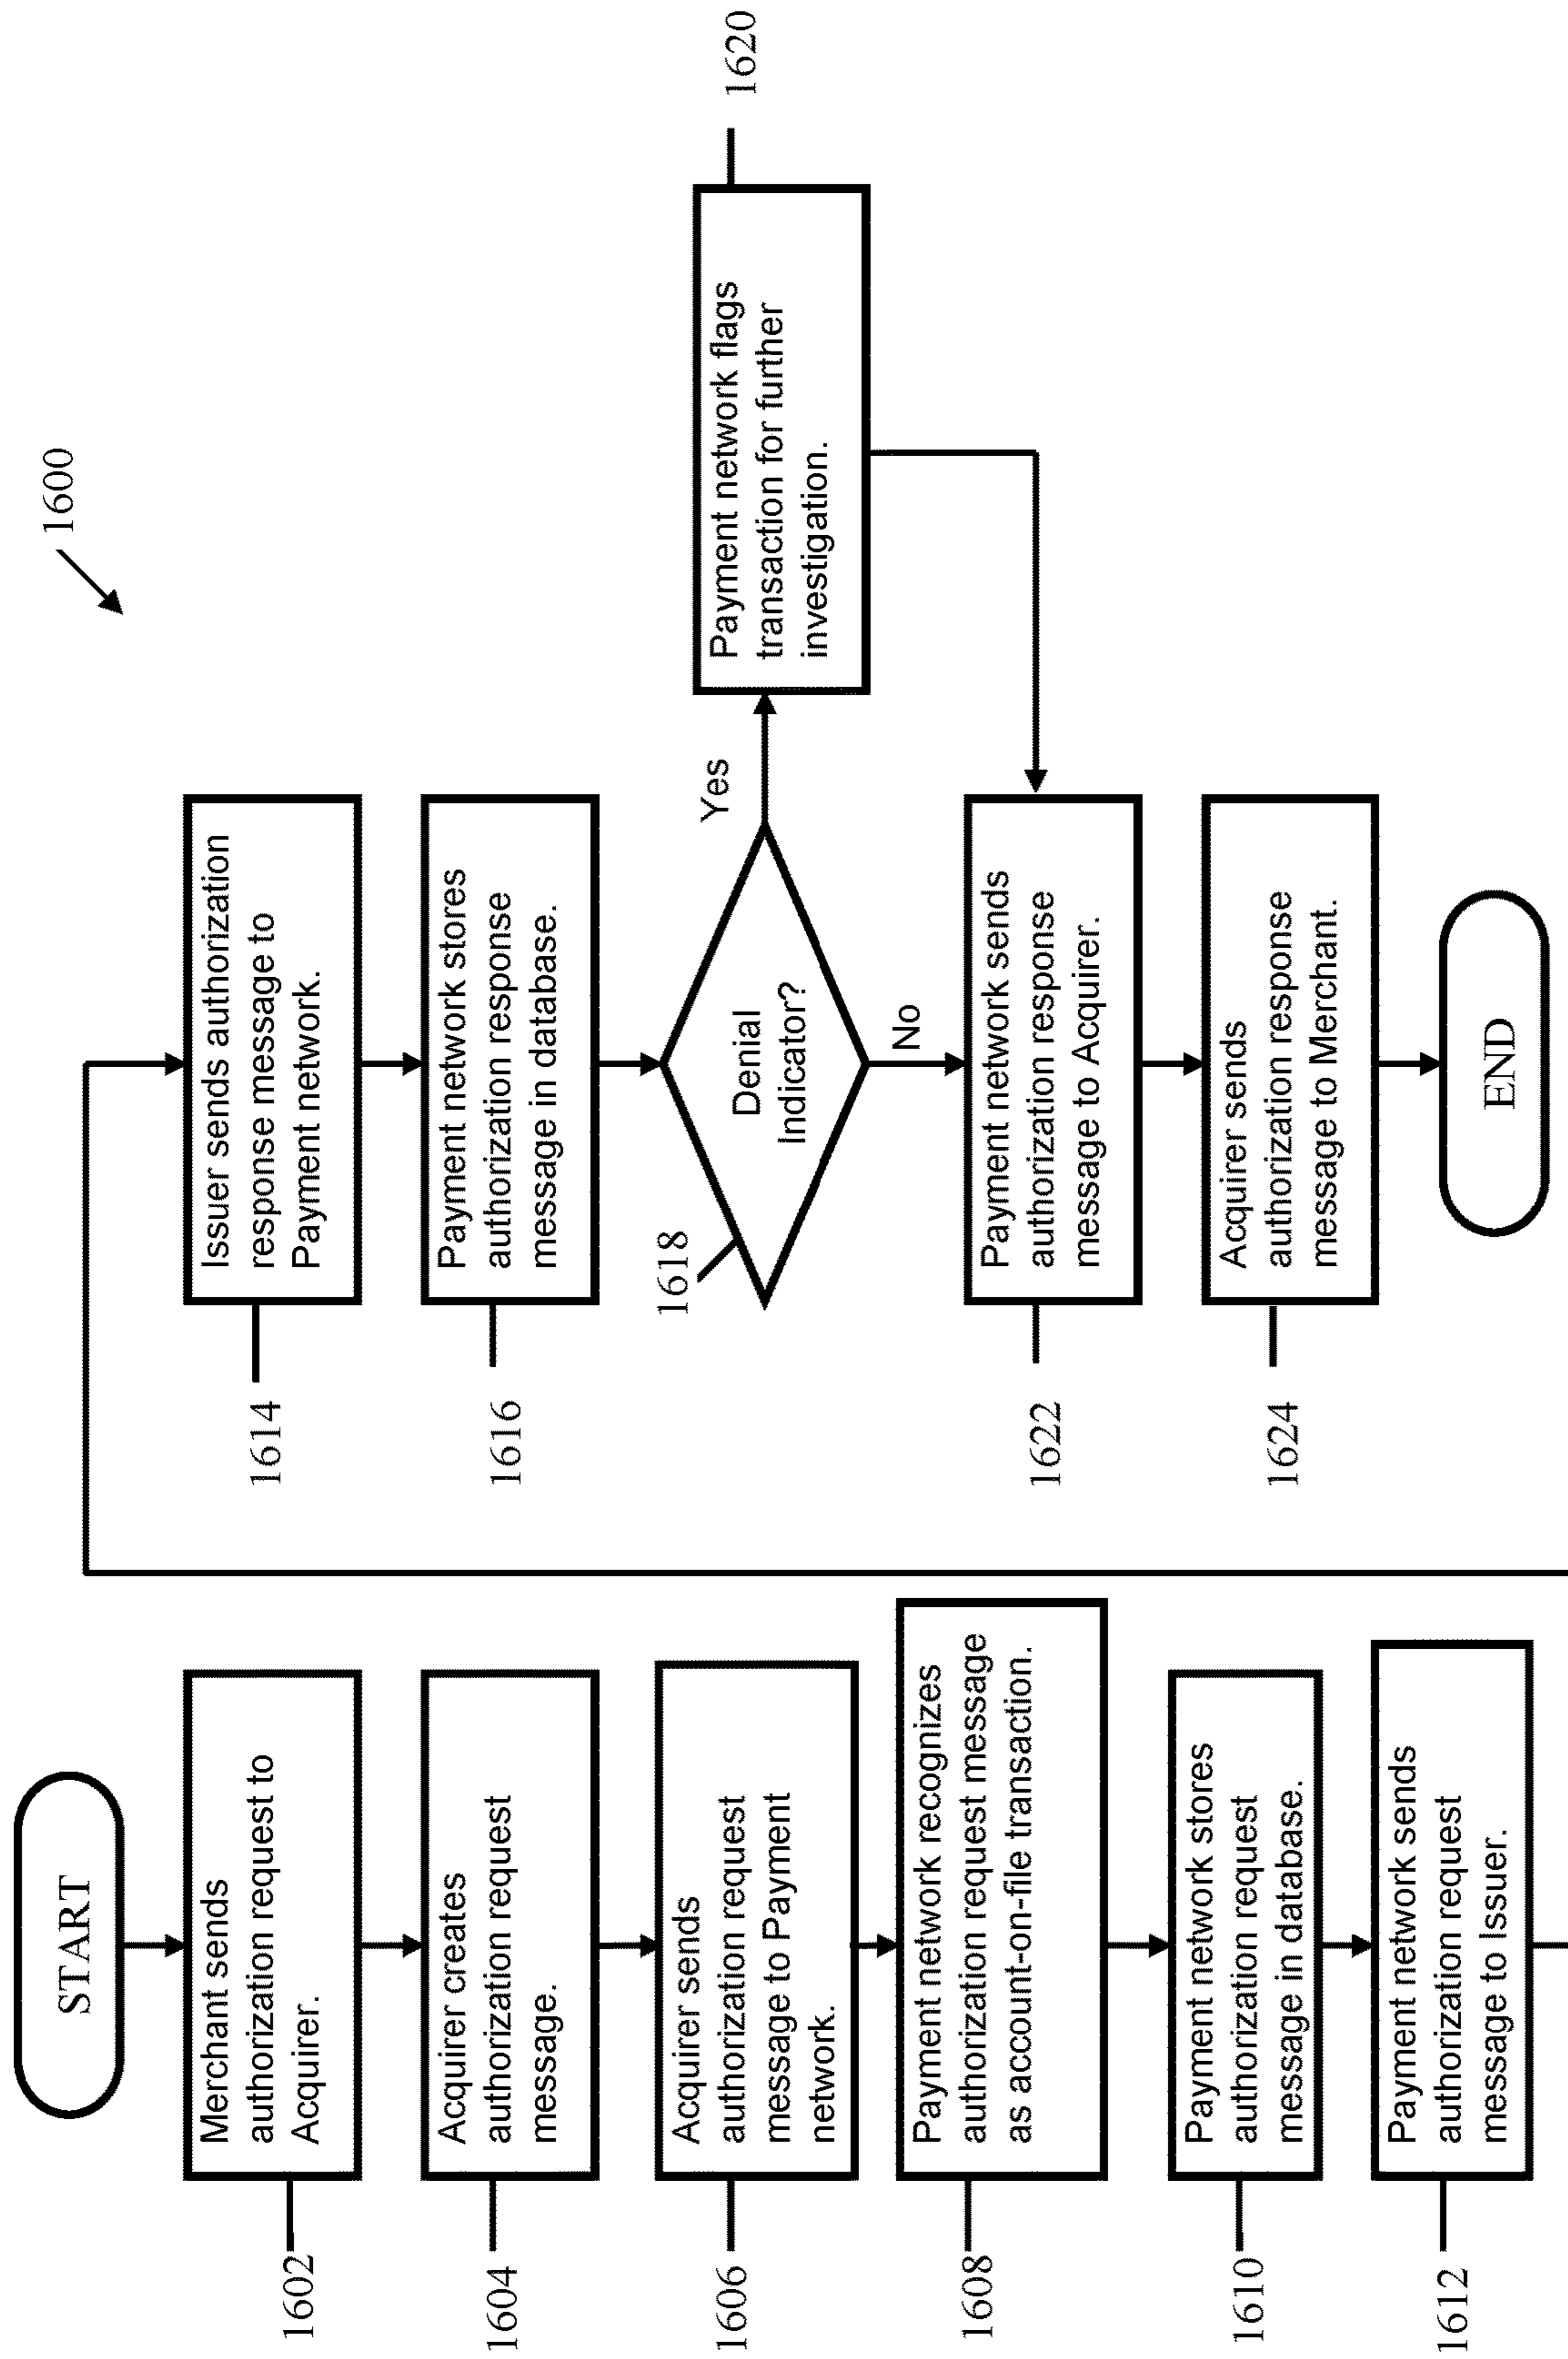 1600
START
1602
Merchant sends
authorization request to
Acquirer.
1604
Acquirer creates
authorization request
message.
1606
Acquirer sends
authorization request
message to Payment
network.
1608
Payment network recognizes
authorization request message
as account-on-file transaction.
1610
Payment network stores
authorization request
message in database.
1612
Payment network sends
authorization request
message to Issuer.
1614
Issuer sends authorization
response message to
Payment network.
1616
Payment network stores
authorization response
message in database.
1618
Denial
Indicator?
Yes
No
1620
Payment network flags
transaction for further
investigation.
1622
Payment network sends
authorization response
message to Acquirer.
1624
Acquirer sends
authorization response
message to Merchant.
END